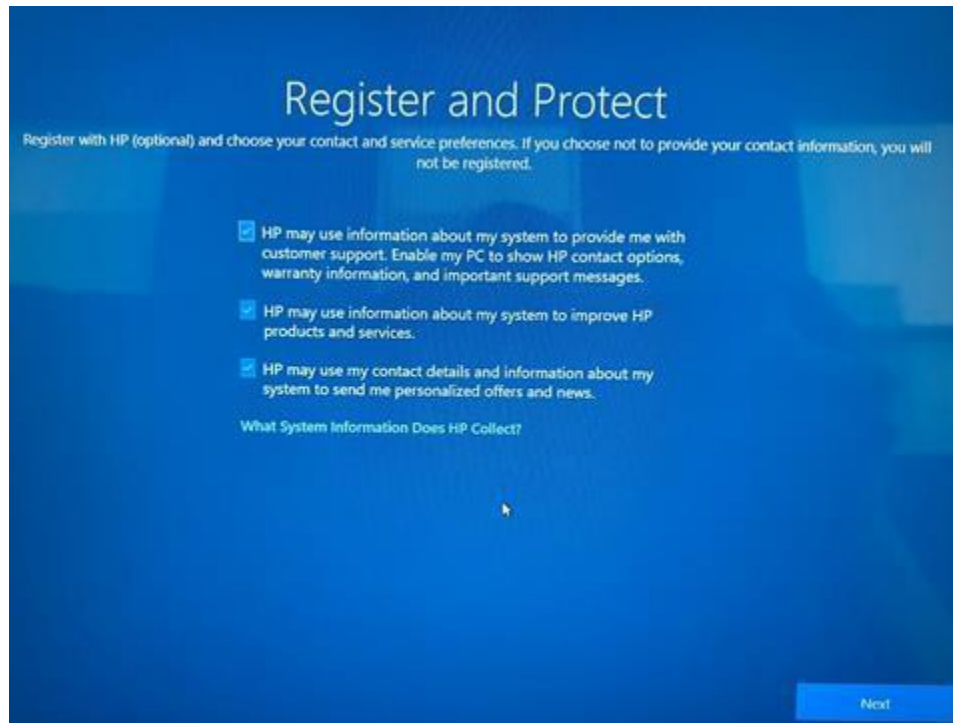 Register and Protect
Register with HP (optional) and choose your contact and service preferences. If you choose not to provide your contact information, you will
not be registered.
HP may use information about my system to provide me with
customer support. Enable my PC to show HP contact options,
warranty information, and important support messages.
HP may use information about my system to improve HP
products and services.
HP may use my contact details and information about my
system to send me personalized offers and news.
What System Information Does HP Collect?
Next